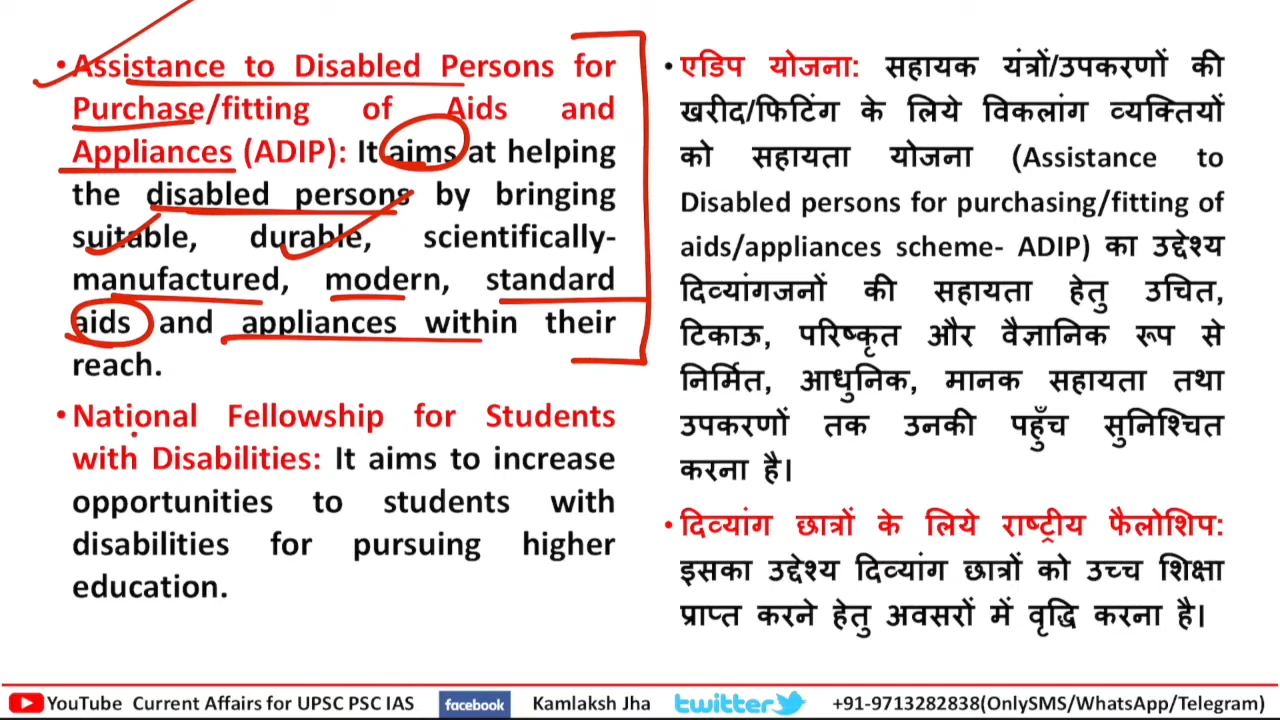 • Assistance to Disabled Persons for
Purchase/fitting of Aids and
Appliances (ADIP): It aims at helping
the disabled persons by bringing
suitable, durable, scientifically-
manufactured, modern, standard
aids and appliances within their
reach.
• National Fellowship for Students
with Disabilities: It aims to increase
opportunities to students with
disabilities for pursuing higher
education.
• एडिप योजना: सहायक यंत्रों/उपकरणों की
खरीद/फिटिंग के लिये विकलांग व्यक्तियों
को सहायता योजना (Assistance to
Disabled persons for purchasing/fitting of
aids/appliances scheme- ADIP) का उद्देश्य
दिव्यांगजनों की सहायता हेतु उचित,
टिकाऊ, परिष्कृत और वैज्ञानिक रूप से
निर्मित, आधुनिक, मानक सहायता तथा
उपकरणों तक उनकी पहुँच सुनिश्चित
करना है।
• दिव्यांग छात्रों के लिये राष्ट्रीय फैलोशिप:
इसका उद्देश्य दिव्यांग छात्रों को उच्च शिक्षा
प्राप्त करने हेतु अवसरों में वृद्धि करना है।
YouTube Current Affairs for UPSC PSC IAS facebook Kamlaksh Jha twitter +91-9713282838(OnlySMS/WhatsApp/Telegram)